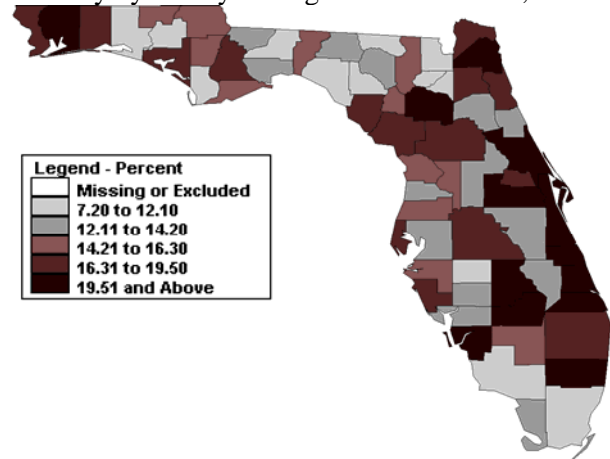 Legend - Percent
Missing or Excluded
7.20 to 12.10
12.11 to 14.20
14.21 to 16.30
16.31 to 19.50
19.51 and Above